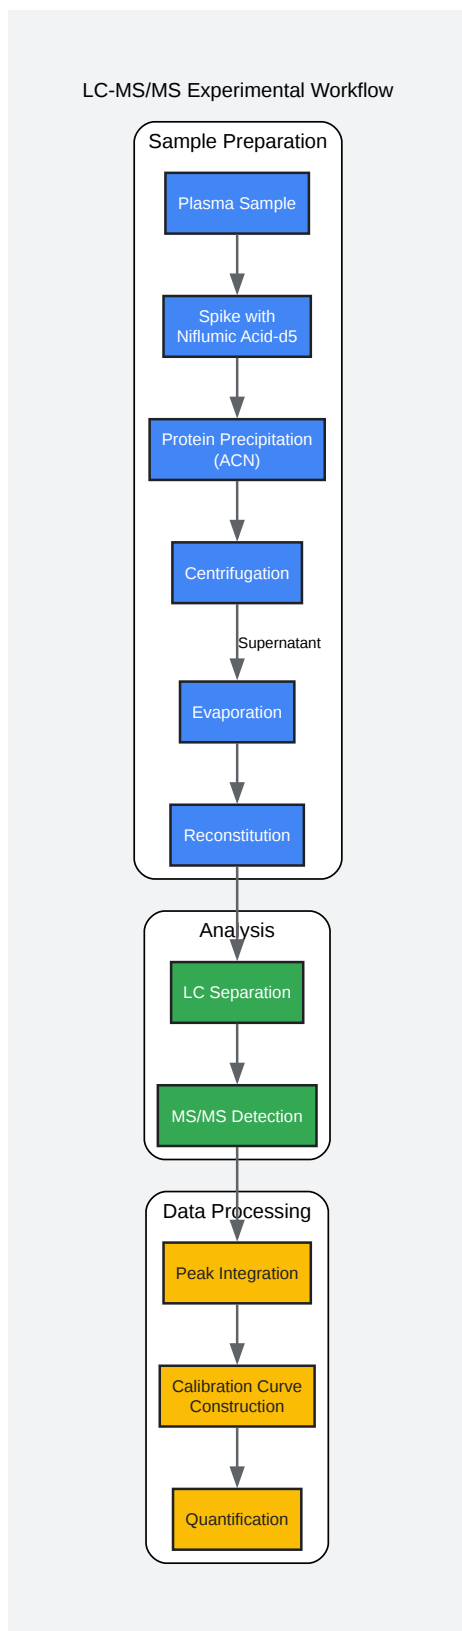 LC-MS/MS Experimental Workflow
Sample Preparation
Plasma Sample
Spike with
Niflumic Acid-d5
Protein Precipitation
(ACN)
Centrifugation
Supernatant
Evaporation
Reconstitution
Analysis
LC Separation
MS/MS Detection
Data Processing
Peak Integration
Calibration Curve
Construction
Quantification